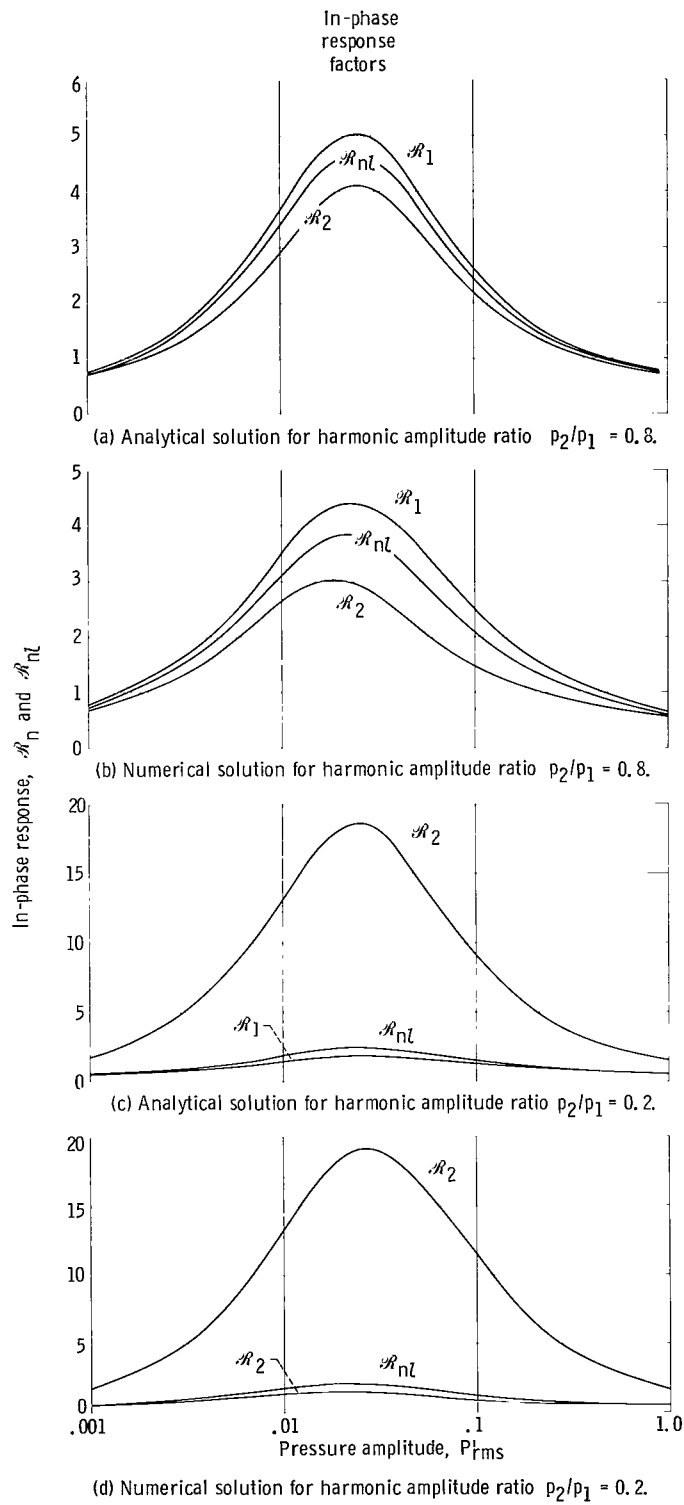 In-phase
response
factors
6
5
4
3
2
1
0
ℛ1
ℛnl
ℛ2
(a) Analytical solution for harmonic amplitude ratio p2/p1 = 0.8.
5
4
3
2
1
0
ℛ1
ℛnl
ℛ2
(b) Numerical solution for harmonic amplitude ratio p2/p1 = 0.8.
In-phase response, ℛn and ℛnl
20
15
10
5
0
ℛ2
ℛ1
ℛnl
(c) Analytical solution for harmonic amplitude ratio p2/p1 = 0.2.
20
15
10
5
0
ℛ2
ℛ2
ℛnl
.001 .01 .1 1.0
Pressure amplitude, P'rms
(d) Numerical solution for harmonic amplitude ratio p2/p1 = 0.2.